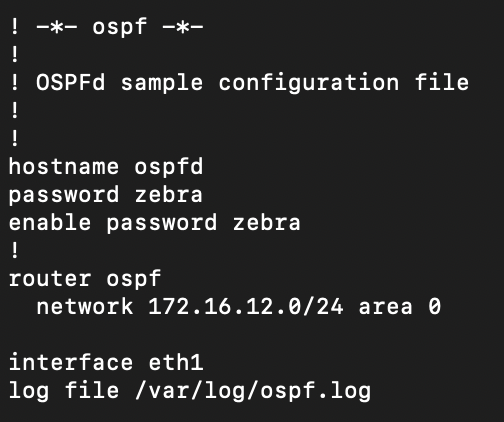 ! -*- ospf -*-
!
! OSPFd sample configuration file
!
!
hostname ospfd
password zebra
enable password zebra
!
router ospf
  network 172.16.12.0/24 area 0

interface eth1
log file /var/log/ospf.log